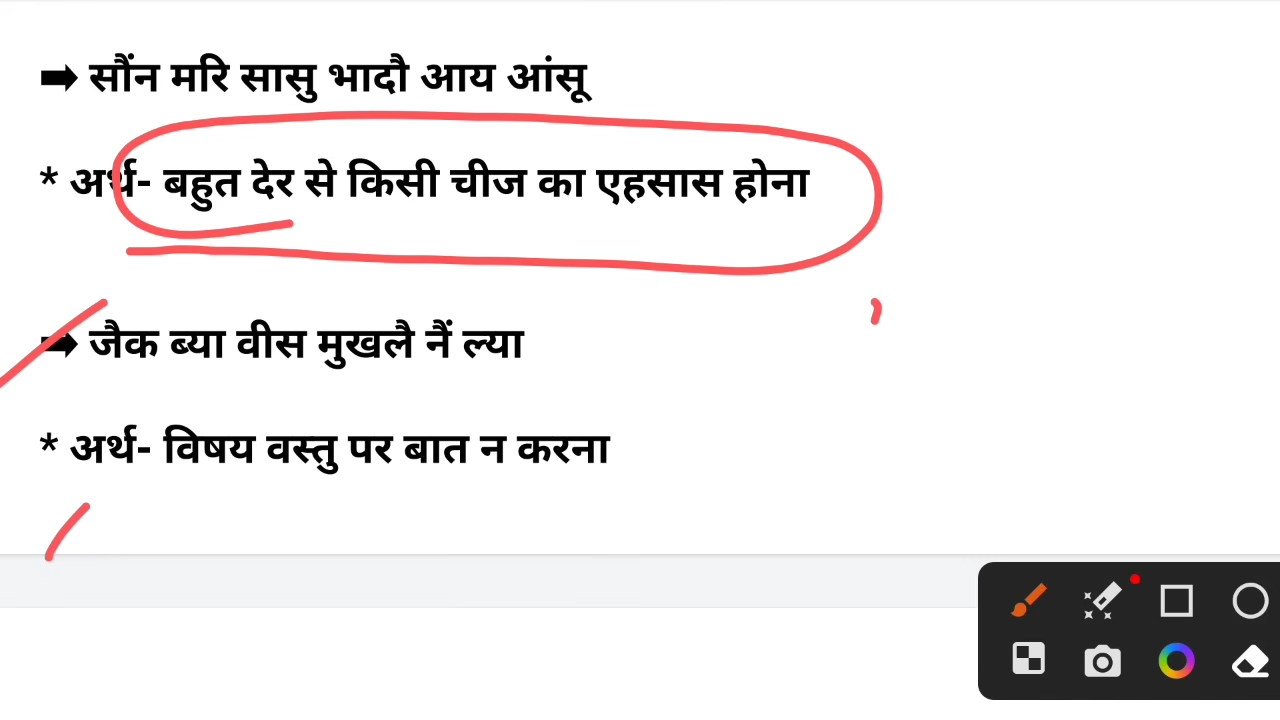 ➡ सौंन मरि सासु भादौ आय आंसू
* अर्थ- बहुत देर से किसी चीज का एहसास होना
➡ जैक ब्या वीस मुखलै नैं ल्या
* अर्थ- विषय वस्तु पर बात न करना